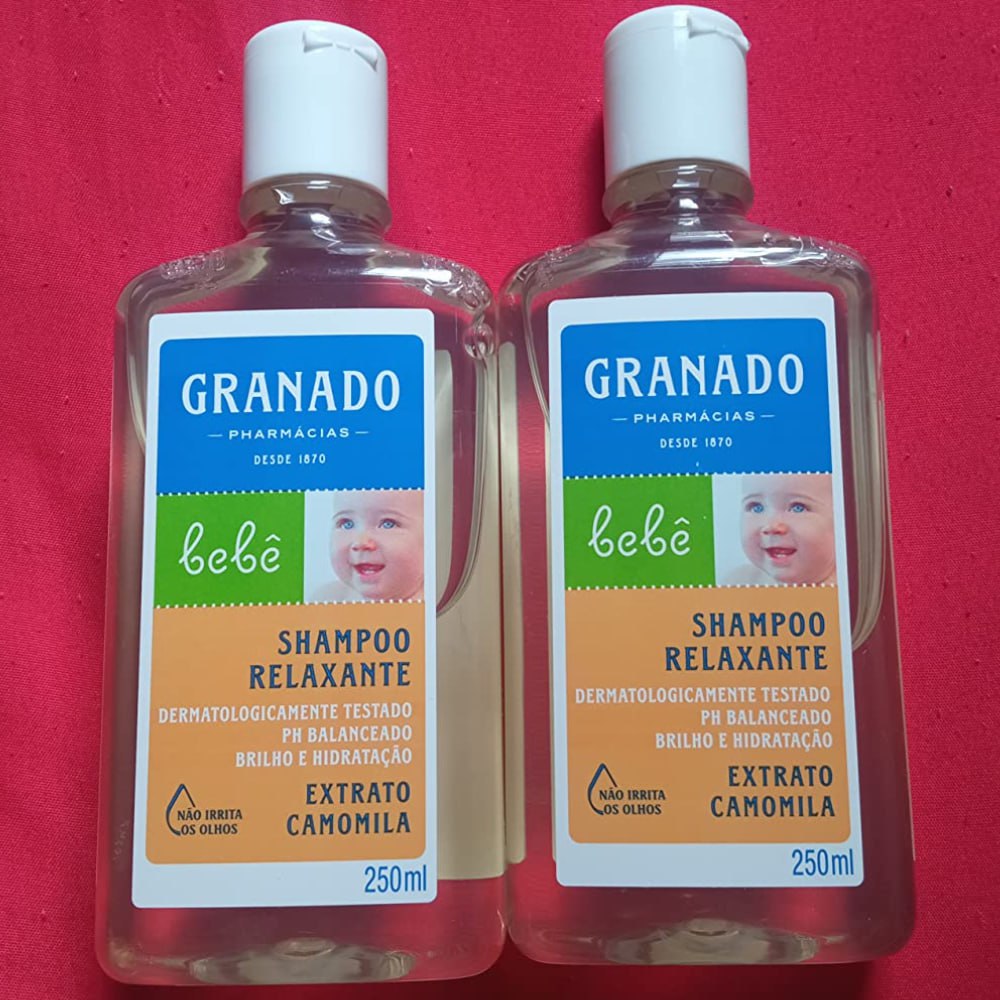 GRANADO
— PHARMÁCIAS —
DESDE 1870
bebê
SHAMPOO
RELAXANTE
DERMATOLOGICAMENTE TESTADO
PH BALANCEADO
BRILHO E HIDRATAÇÃO
NÃO IRRITA
OS OLHOS
EXTRATO
CAMOMILA
250ml
GRANADO
— PHARMÁCIAS —
DESDE 1870
bebê
SHAMPOO
RELAXANTE
DERMATOLOGICAMENTE TESTADO
PH BALANCEADO
BRILHO E HIDRATAÇÃO
NÃO IRRITA
OS OLHOS
EXTRATO
CAMOMILA
250ml